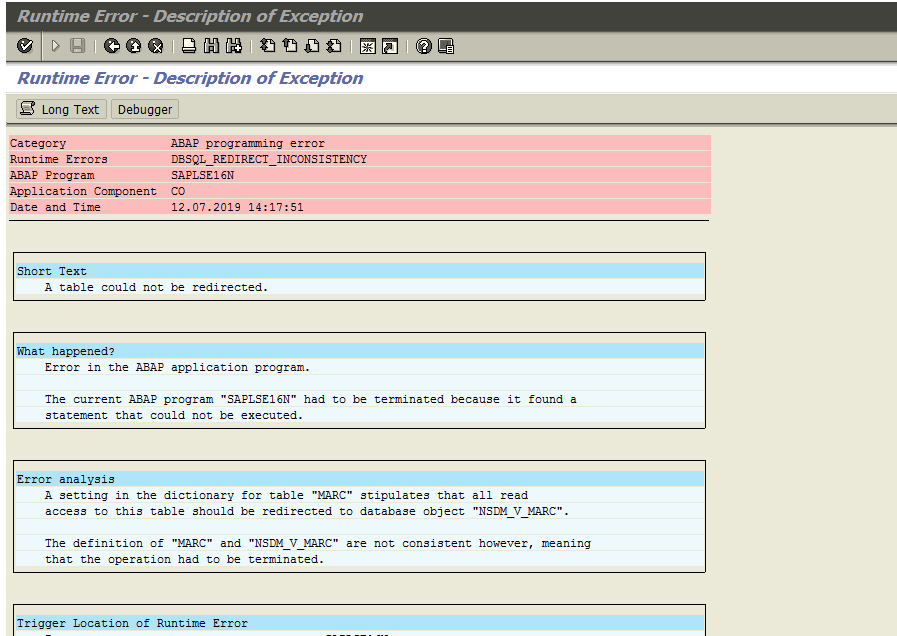 Runtime Error - Description of Exception
Runtime Error - Description of Exception
Long Text Debugger
Category ABAP programming error
Runtime Errors DBSQL_REDIRECT_INCONSISTENCY
ABAP Program SAPLSE16N
Application Component CO
Date and Time 12.07.2019 14:17:51
Short Text
A table could not be redirected.
What happened?
Error in the ABAP application program.
The current ABAP program "SAPLSE16N" had to be terminated because it found a
statement that could not be executed.
Error analysis
A setting in the dictionary for table "MARC" stipulates that all read
access to this table should be redirected to database object "NSDM_V_MARC".
The definition of "MARC" and "NSDM_V_MARC" are not consistent however, meaning
that the operation had to be terminated.
Trigger Location of Runtime Error